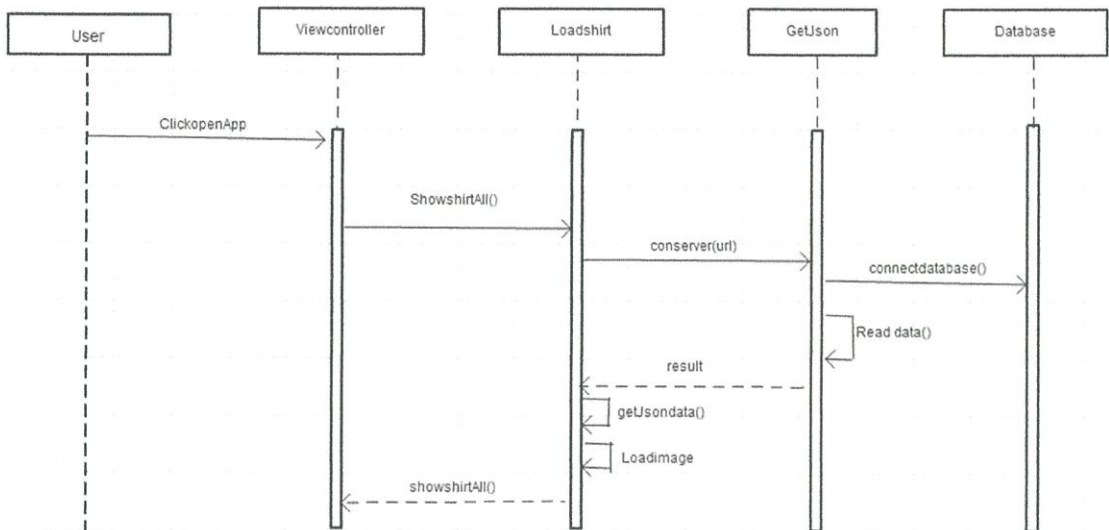 User
Viewcontroller
Loadshirt
GetJson
Database
ClickopenApp
ShowshirtAll()
conserver(url)
connectdatabase()
Read data()
result
getJsondata()
Loadimage
showshirtAll()